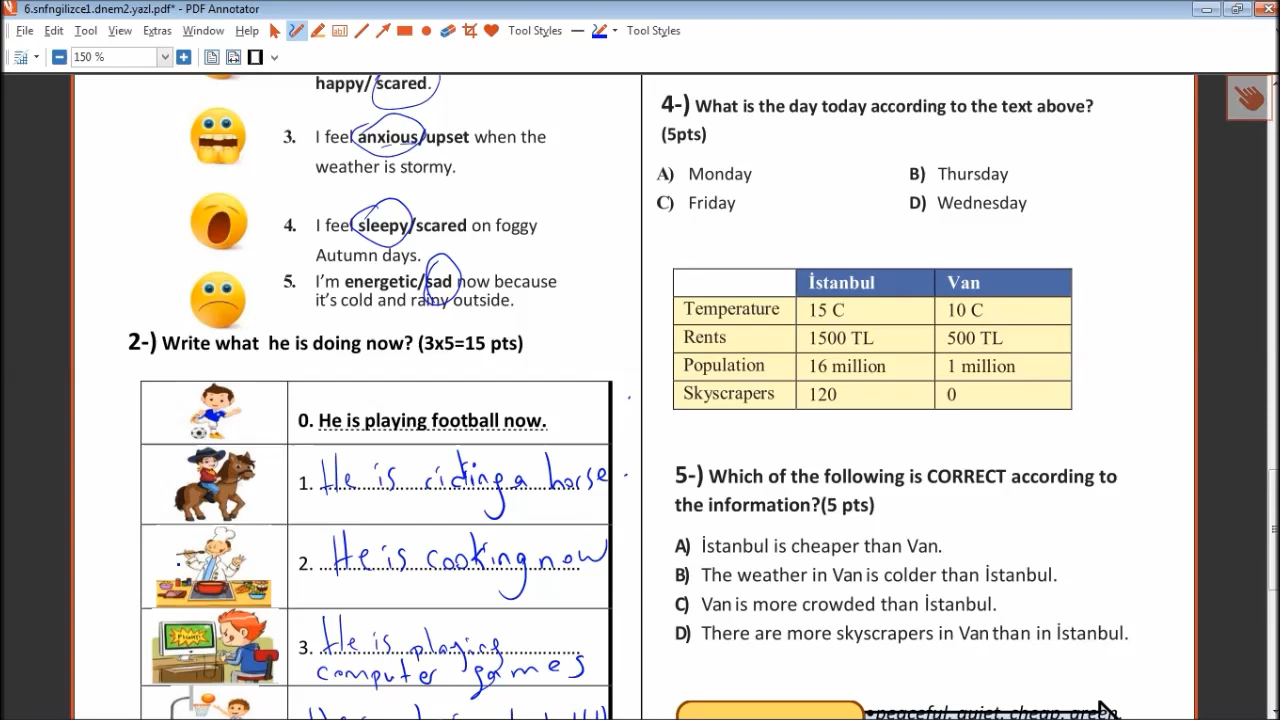 6.snfngilizce1.dnem2.yazl.pdf* - PDF Annotator
File Edit Tool View Extras Window Help Tool Styles Tool Styles
150 %
happy/ scared.
3. I feel anxious/upset when the
weather is stormy.
4. I feel sleepy/scared on foggy
Autumn days.
5. I'm energetic/sad now because
it's cold and rainy outside.
2-) Write what he is doing now? (3x5=15 pts)
0. He is playing football now.
1. He is riding a horse
2. He is cooking now
3. He is playing
computer games
4-) What is the day today according to the text above?
(5pts)
A) Monday B) Thursday
C) Friday D) Wednesday
İstanbul Van
Temperature 15 C 10 C
Rents 1500 TL 500 TL
Population 16 million 1 million
Skyscrapers 120 0
5-) Which of the following is CORRECT according to
the information?(5 pts)
A) İstanbul is cheaper than Van.
B) The weather in Van is colder than İstanbul.
C) Van is more crowded than İstanbul.
D) There are more skyscrapers in Van than in İstanbul.
•peaceful, quiet, cheap, green